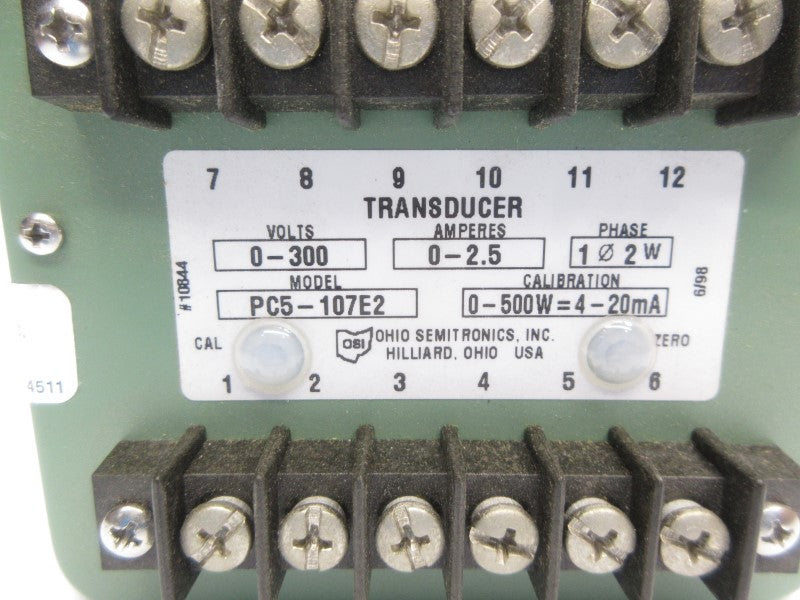 7 8 9 10 11 12
TRANSDUCER
VOLTS AMPERES PHASE
0-300 0-2.5 1 Ø 2 W
MODEL CALIBRATION
PC5-107E2 0-500W=4-20mA
#10844
6/98
CAL OSI OHIO SEMITRONICS, INC. ZERO
HILLIARD, OHIO USA
1 2 3 4 5 6
4511